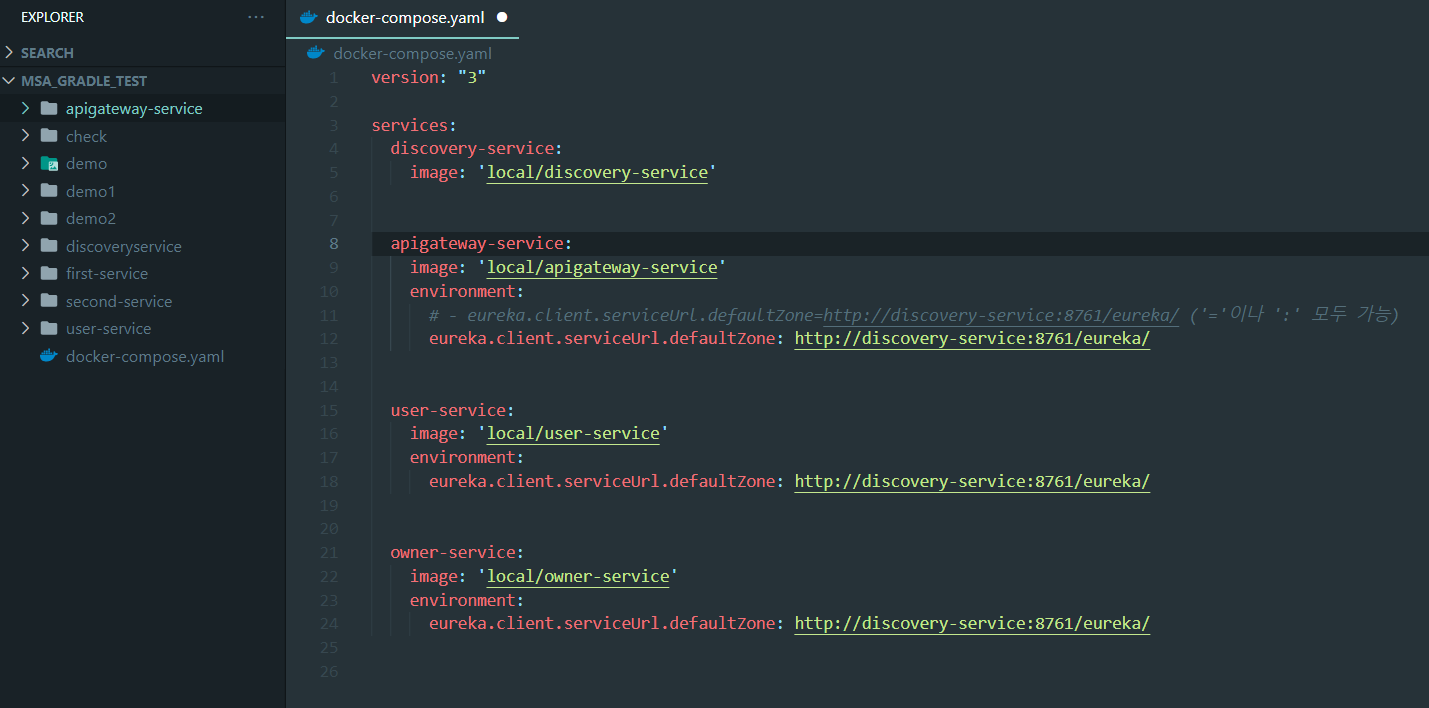 EXPLORER
···
SEARCH
MSA_GRADLE_TEST
apigateway-service
check
demo
demo1
demo2
discoveryservice
first-service
second-service
user-service
docker-compose.yaml
docker-compose.yaml
docker-compose.yaml
1 version: "3"
2
3 services:
4 discovery-service:
5 image: 'local/discovery-service'
6
7
8 apigateway-service:
9 image: 'local/apigateway-service'
10 environment:
11 # - eureka.client.serviceUrl.defaultZone=http://discovery-service:8761/eureka/ ('='이나 ':' 모두 가능)
12 eureka.client.serviceUrl.defaultZone: http://discovery-service:8761/eureka/
13
14
15 user-service:
16 image: 'local/user-service'
17 environment:
18 eureka.client.serviceUrl.defaultZone: http://discovery-service:8761/eureka/
19
20
21 owner-service:
22 image: 'local/owner-service'
23 environment:
24 eureka.client.serviceUrl.defaultZone: http://discovery-service:8761/eureka/
25
26